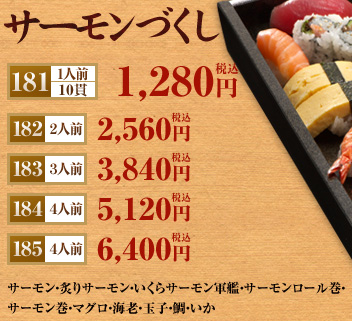 サーモンづくし
181 1人前 10貫 1,280円 税込
182 2人前 2,560円 税込
183 3人前 3,840円 税込
184 4人前 5,120円 税込
185 4人前 6,400円 税込
サーモン・炙りサーモン・いくらサーモン軍艦・サーモンロール巻・
サーモン巻・マグロ・海老・玉子・鯛・いか